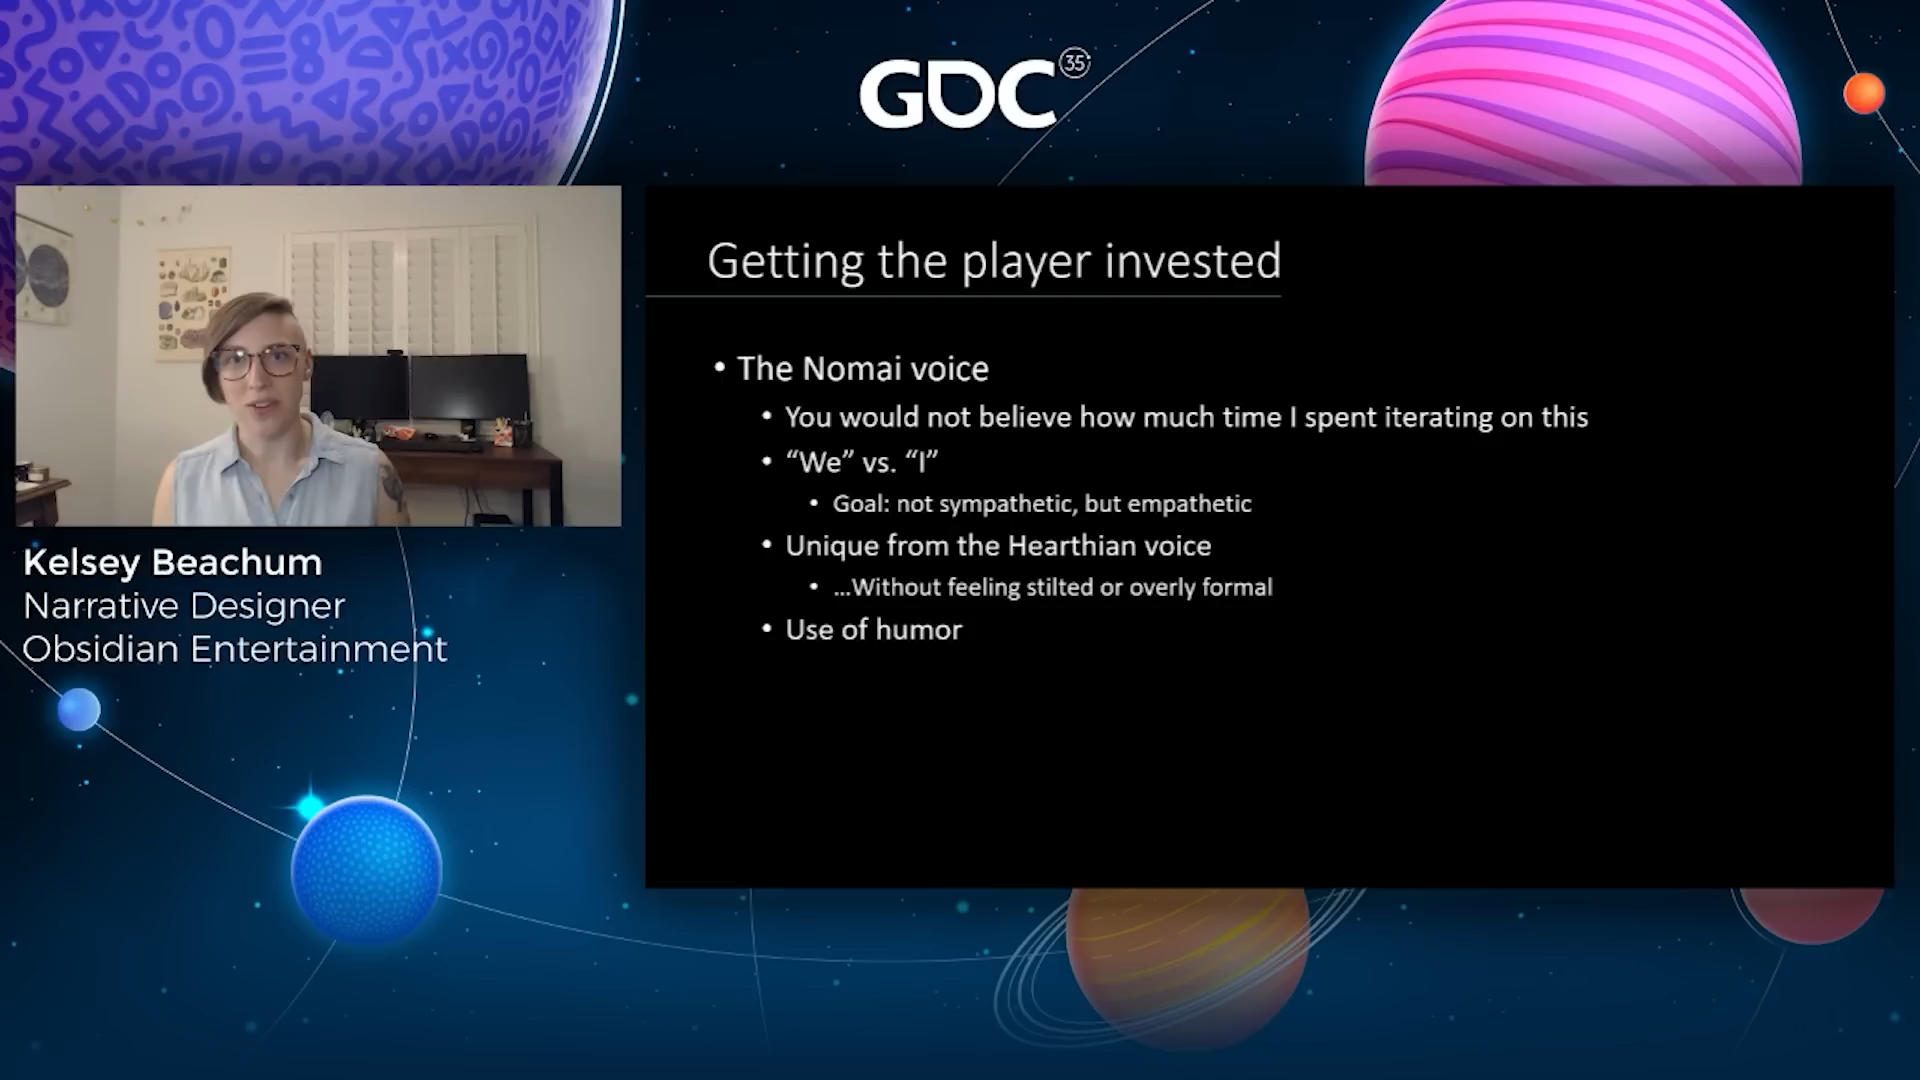 GDC 35
Kelsey Beachum
Narrative Designer
Obsidian Entertainment
Getting the player invested
• The Nomai voice
• You would not believe how much time I spent iterating on this
• “We” vs. “I”
• Goal: not sympathetic, but empathetic
• Unique from the Hearthian voice
• …Without feeling stilted or overly formal
• Use of humor